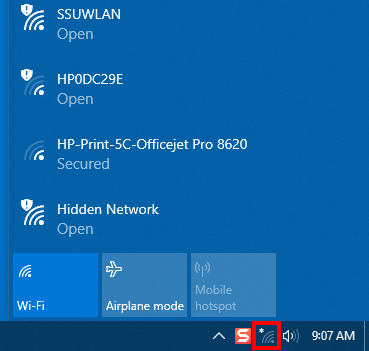 SSUWLAN
Open
HP0DC29E
Open
HP-Print-5C-Officejet Pro 8620
Secured
Hidden Network
Open
Wi-Fi
Airplane mode
Mobile
hotspot
S
9:07 AM